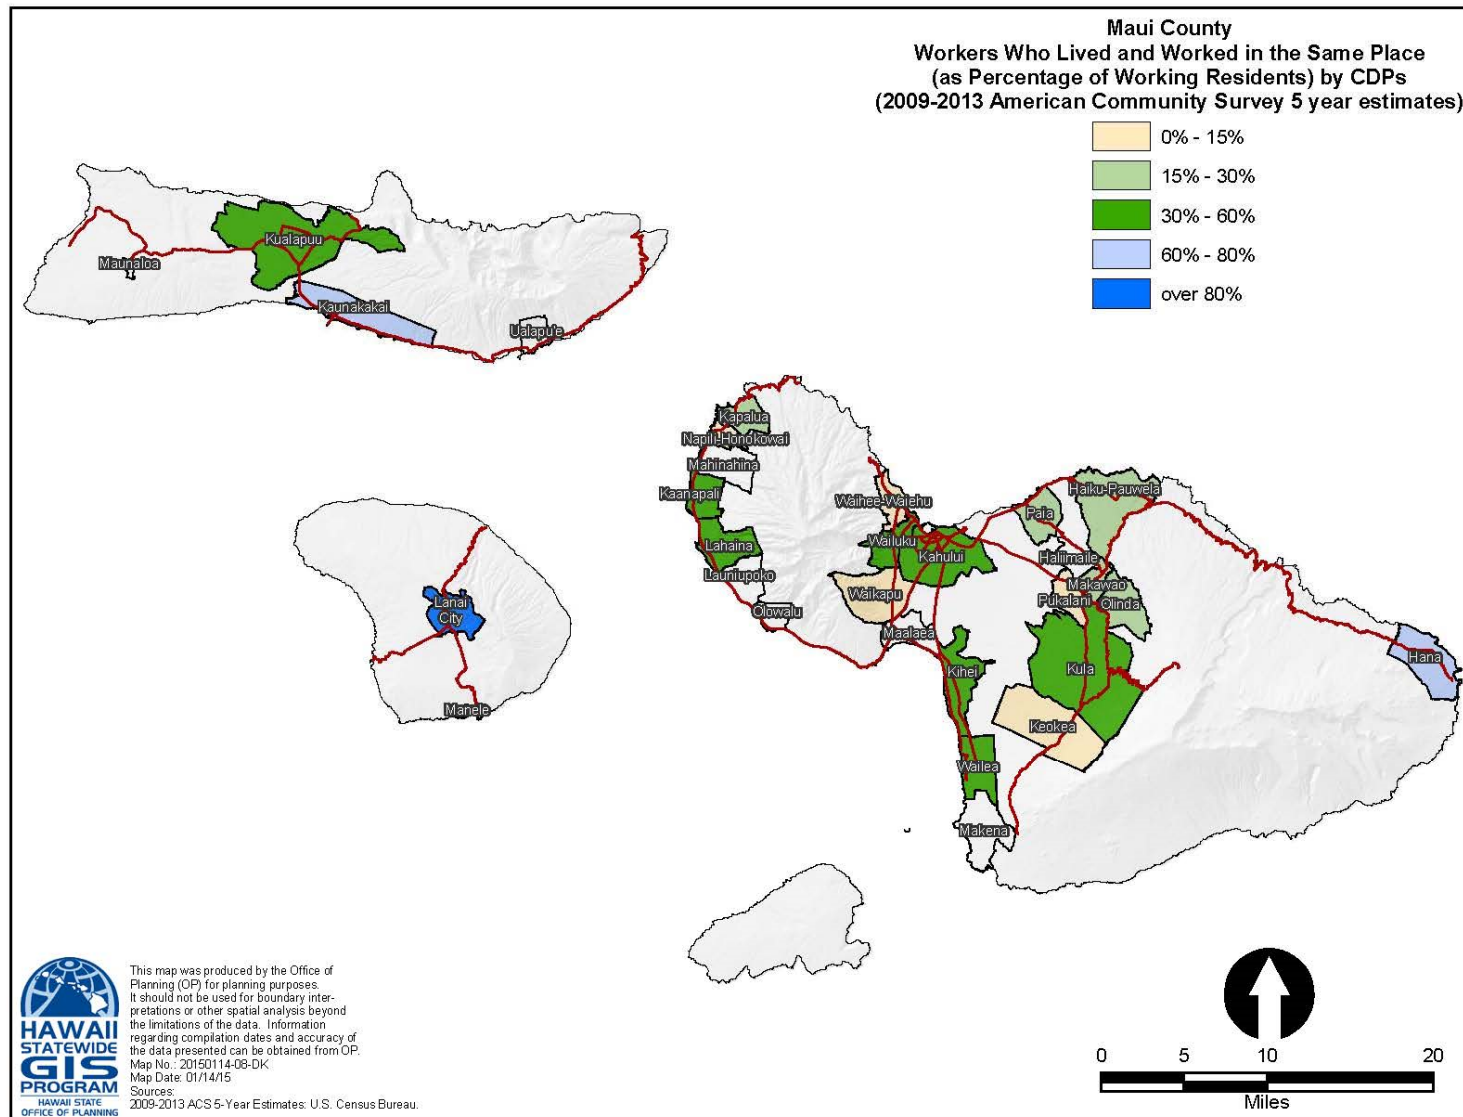 Maui County
Workers Who Lived and Worked in the Same Place
(as Percentage of Working Residents) by CDPs
(2009-2013 American Community Survey 5 year estimates)
0% - 15%
15% - 30%
30% - 60%
60% - 80%
over 80%
Kualapuu
Maunaloa
Kaunakakai
Ualapu'e
Kapalua
Napili-Honokowai
Mahinahina
Kaanapali
Lahaina
Launiupoko
Olowalu
Waihee-Waiehu
Wailuku
Kahului
Waikapu
Maalaea
Haiku-Pauwela
Paia
Haliimaile
Makawao
Pukalani
Olinda
Kihei
Kula
Hana
Keokea
Wailea
Makena
Lanai
City
Manele
HAWAII
STATEWIDE
GIS
PROGRAM
HAWAII STATE
OFFICE OF PLANNING
This map was produced by the Office of
Planning (OP) for planning purposes.
It should not be used for boundary inter-
pretations or other spatial analysis beyond
the limitations of the data. Information
regarding compilation dates and accuracy of
the data presented can be obtained from OP.
Map No.: 20150114-08-DK
Map Date: 01/14/15
Sources:
2009-2013 ACS 5-Year Estimates: U.S. Census Bureau.
0 5 10 20
Miles